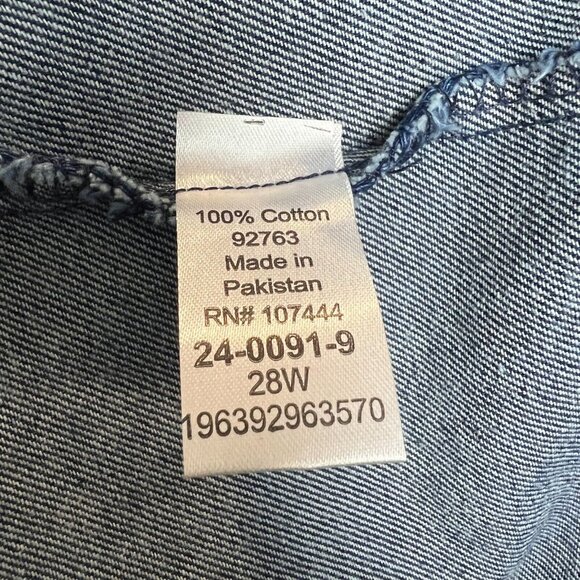 100% Cotton
92763
Made in
Pakistan
RN# 107444
24-0091-9
28W
196392963570